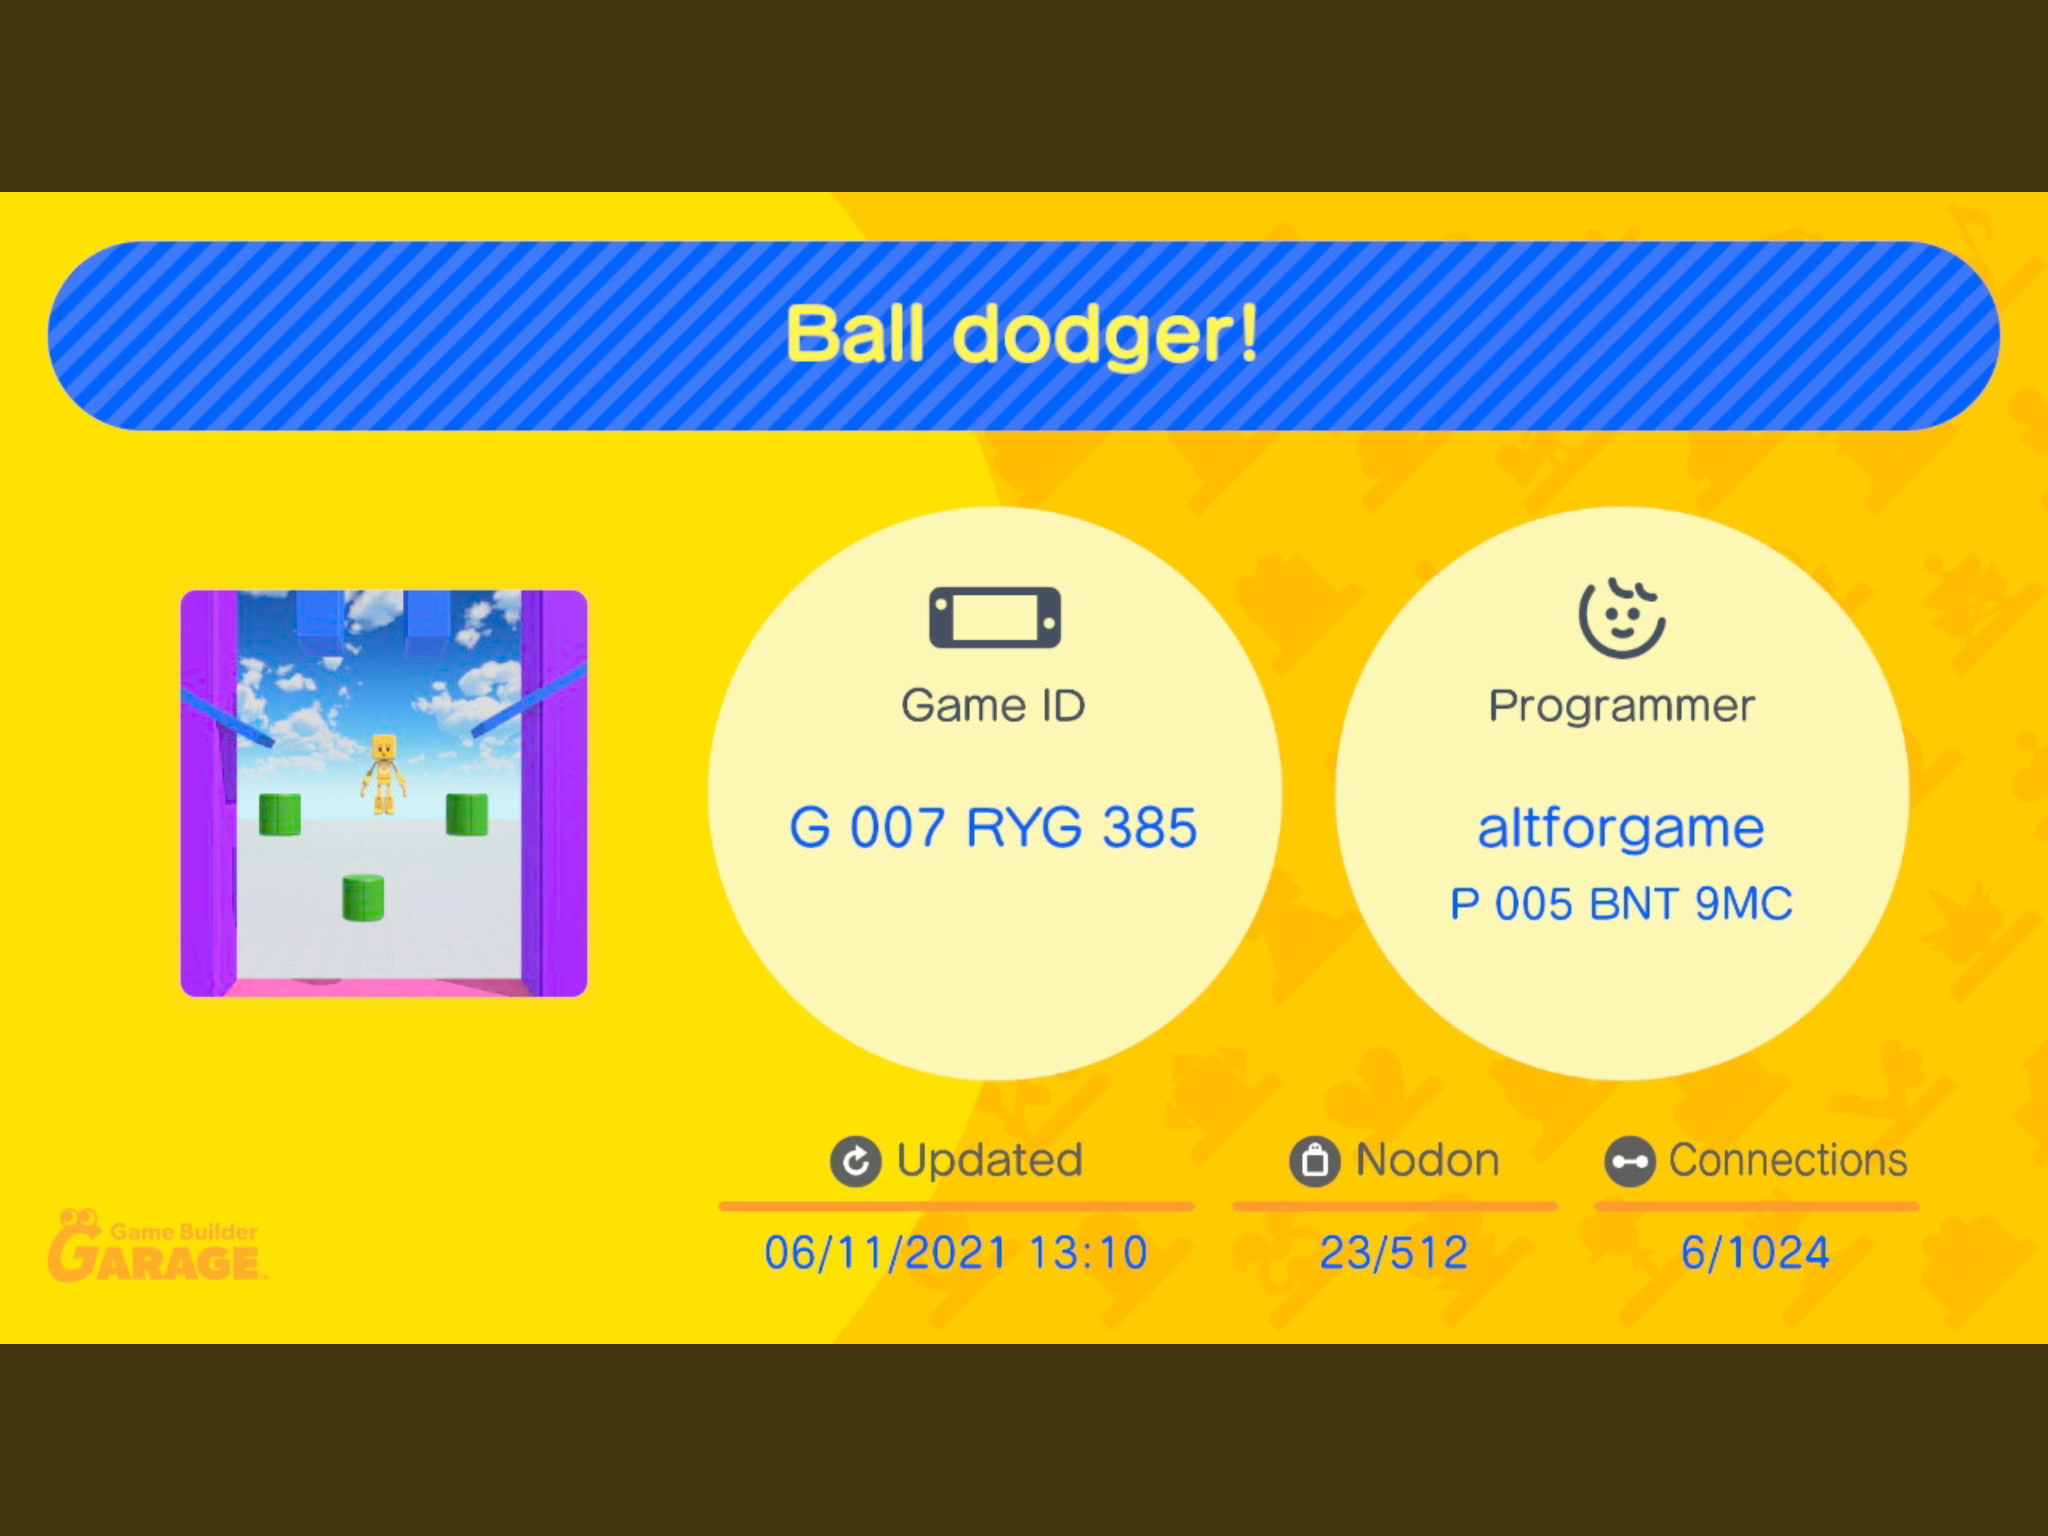 Ball dodger!
Game ID
G 007 RYG 385
Programmer
altforgame
P 005 BNT 9MC
Updated
06/11/2021 13:10
Nodon
23/512
Connections
6/1024
Game Builder
GARAGE